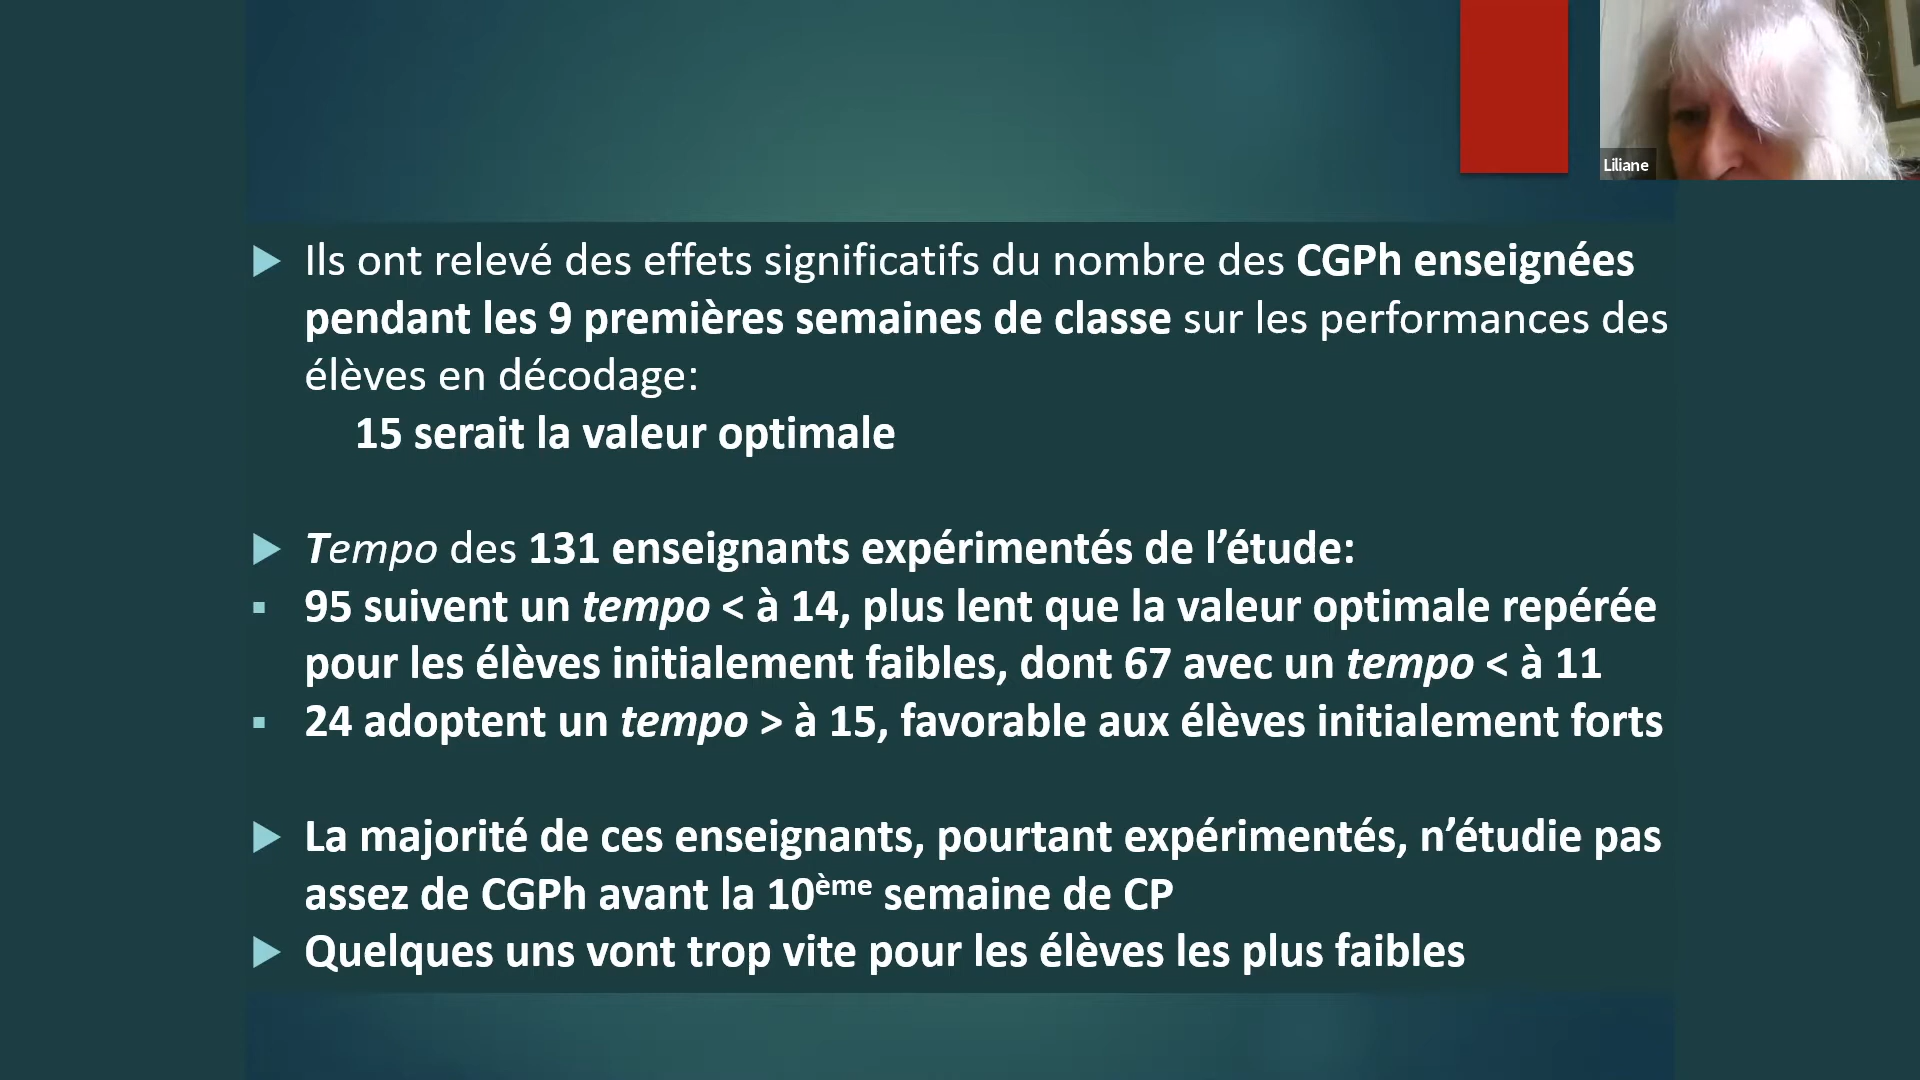 Liliane
Ils ont relevé des effets significatifs du nombre des CGPh enseignées
pendant les 9 premières semaines de classe sur les performances des
élèves en décodage:
15 serait la valeur optimale
Tempo des 131 enseignants expérimentés de l’étude:
95 suivent un tempo < à 14, plus lent que la valeur optimale repérée
pour les élèves initialement faibles, dont 67 avec un tempo < à 11
24 adoptent un tempo > à 15, favorable aux élèves initialement forts
La majorité de ces enseignants, pourtant expérimentés, n’étudie pas
assez de CGPh avant la 10ème semaine de CP
Quelques uns vont trop vite pour les élèves les plus faibles